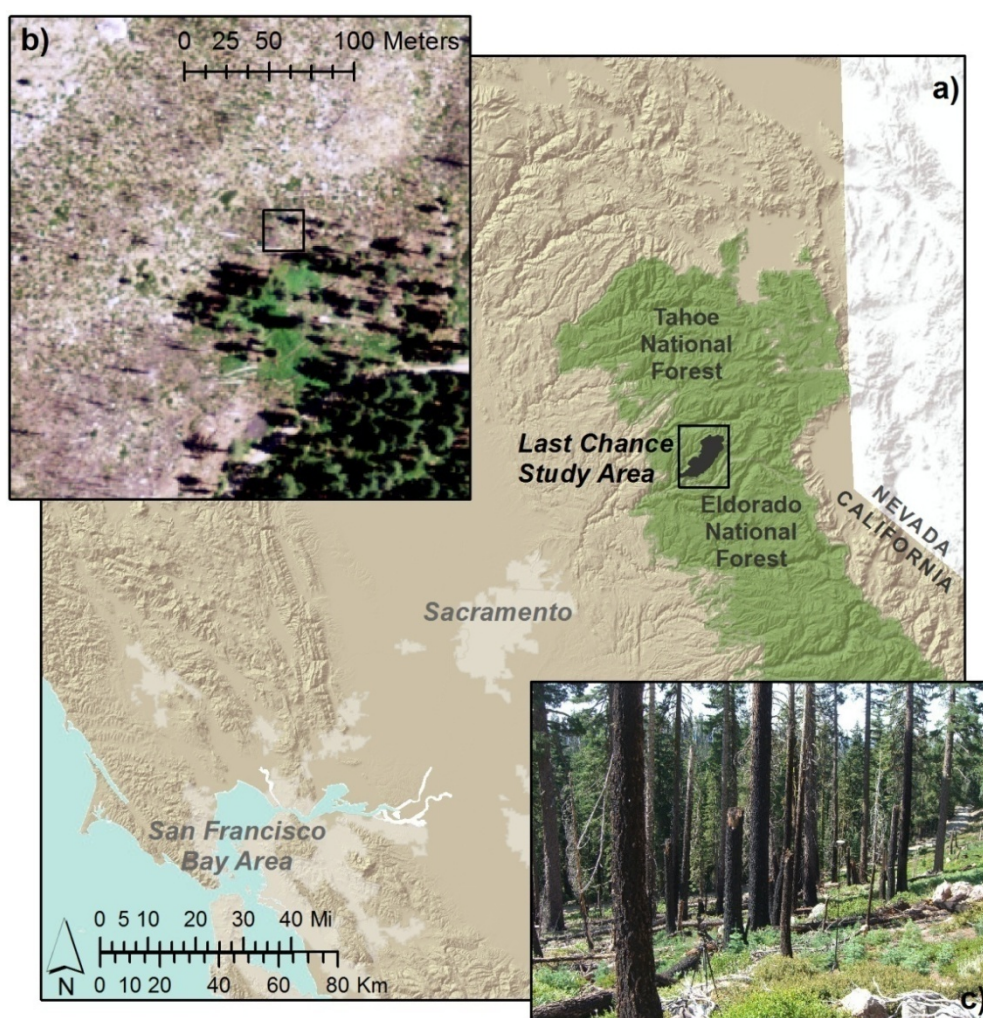 b)
0 25 50 100 Meters
a)
Tahoe
National
Forest
Last Chance
Study Area
Eldorado
National
Forest
NEVADA
CALIFORNIA
Sacramento
San Francisco
Bay Area
0 5 10 20 30 40 Mi
0 10 20 40 60 80 Km
N
c)